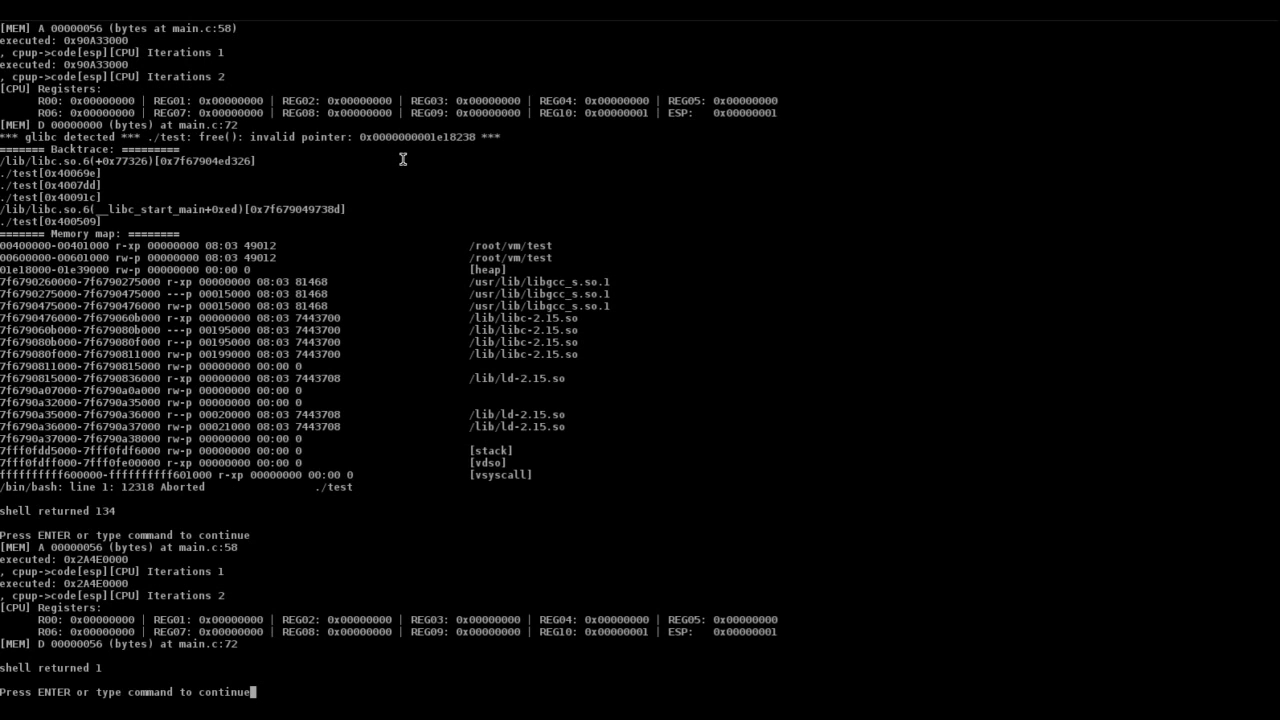 [MEM] A 00000056 (bytes at main.c:58)
executed: 0x90A33000
, cpup->code[esp][CPU] Iterations 1
executed: 0x90A33000
, cpup->code[esp][CPU] Iterations 2
[CPU] Registers:
R00: 0x00000000 | REG01: 0x00000000 | REG02: 0x00000000 | REG03: 0x00000000 | REG04: 0x00000000 | REG05: 0x00000000
R06: 0x00000000 | REG07: 0x00000000 | REG08: 0x00000000 | REG09: 0x00000000 | REG10: 0x00000001 | ESP: 0x00000001
[MEM] D 00000000 (bytes) at main.c:72
*** glibc detected *** ./test: free(): invalid pointer: 0x0000000001e18238 ***
======= Backtrace: =========
/lib/libc.so.6(+0x77326)[0x7f67904ed326]
./test[0x40069e]
./test[0x4007dd]
./test[0x40091c]
/lib/libc.so.6(__libc_start_main+0xed)[0x7f679049738d]
./test[0x400509]
======= Memory map: ========
00400000-00401000 r-xp 00000000 08:03 49012 /root/vm/test
00600000-00601000 rw-p 00000000 08:03 49012 /root/vm/test
01e18000-01e39000 rw-p 00000000 00:00 0 [heap]
7f6790260000-7f6790275000 r-xp 00000000 08:03 81468 /usr/lib/libgcc_s.so.1
7f6790275000-7f6790475000 ---p 00015000 08:03 81468 /usr/lib/libgcc_s.so.1
7f6790475000-7f6790476000 rw-p 00015000 08:03 81468 /usr/lib/libgcc_s.so.1
7f6790476000-7f679060b000 r-xp 00000000 08:03 7443700 /lib/libc-2.15.so
7f679060b000-7f679080b000 ---p 00195000 08:03 7443700 /lib/libc-2.15.so
7f679080b000-7f679080f000 r--p 00195000 08:03 7443700 /lib/libc-2.15.so
7f679080f000-7f6790811000 rw-p 00199000 08:03 7443700 /lib/libc-2.15.so
7f6790811000-7f6790815000 rw-p 00000000 00:00 0
7f6790815000-7f6790836000 r-xp 00000000 08:03 7443708 /lib/ld-2.15.so
7f6790a07000-7f6790a0a000 rw-p 00000000 00:00 0
7f6790a32000-7f6790a35000 rw-p 00000000 00:00 0
7f6790a35000-7f6790a36000 r--p 00020000 08:03 7443708 /lib/ld-2.15.so
7f6790a36000-7f6790a37000 rw-p 00021000 08:03 7443708 /lib/ld-2.15.so
7f6790a37000-7f6790a38000 rw-p 00000000 00:00 0
7fff0fdd5000-7fff0fdf6000 rw-p 00000000 00:00 0 [stack]
7fff0fdff000-7fff0fe00000 r-xp 00000000 00:00 0 [vdso]
ffffffffff600000-ffffffffff601000 r-xp 00000000 00:00 0 [vsyscall]
/bin/bash: line 1: 12318 Aborted ./test
shell returned 134
Press ENTER or type command to continue
[MEM] A 00000056 (bytes) at main.c:58
executed: 0x2A4E0000
, cpup->code[esp][CPU] Iterations 1
executed: 0x2A4E0000
, cpup->code[esp][CPU] Iterations 2
[CPU] Registers:
R00: 0x00000000 | REG01: 0x00000000 | REG02: 0x00000000 | REG03: 0x00000000 | REG04: 0x00000000 | REG05: 0x00000000
R06: 0x00000000 | REG07: 0x00000000 | REG08: 0x00000000 | REG09: 0x00000000 | REG10: 0x00000001 | ESP: 0x00000001
[MEM] D 00000056 (bytes) at main.c:72
shell returned 1
Press ENTER or type command to continue